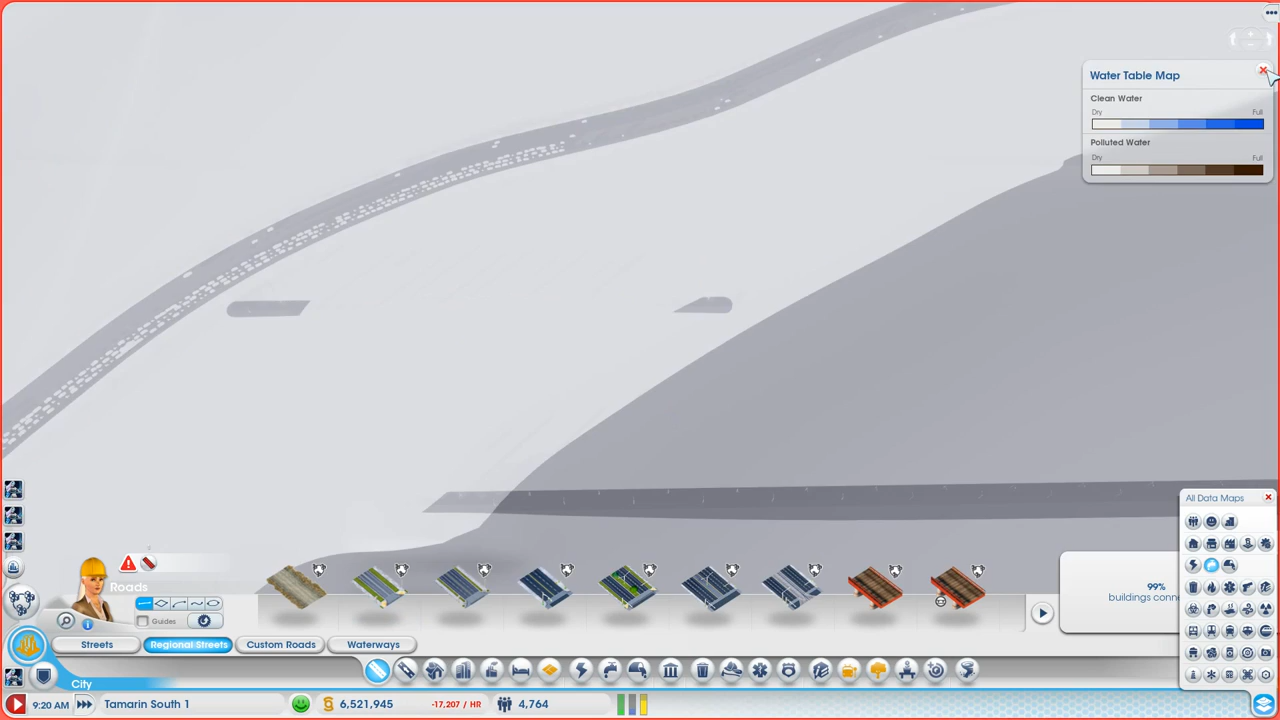 Water Table Map
Clean Water
Dry Full
Polluted Water
Dry Full
All Data Maps
Roads
Guides
99%
buildings conn
Streets Regional Streets Custom Roads Waterways
City
9:20 AM Tamarin South 1 6,521,945 -17,207 / HR 4,764